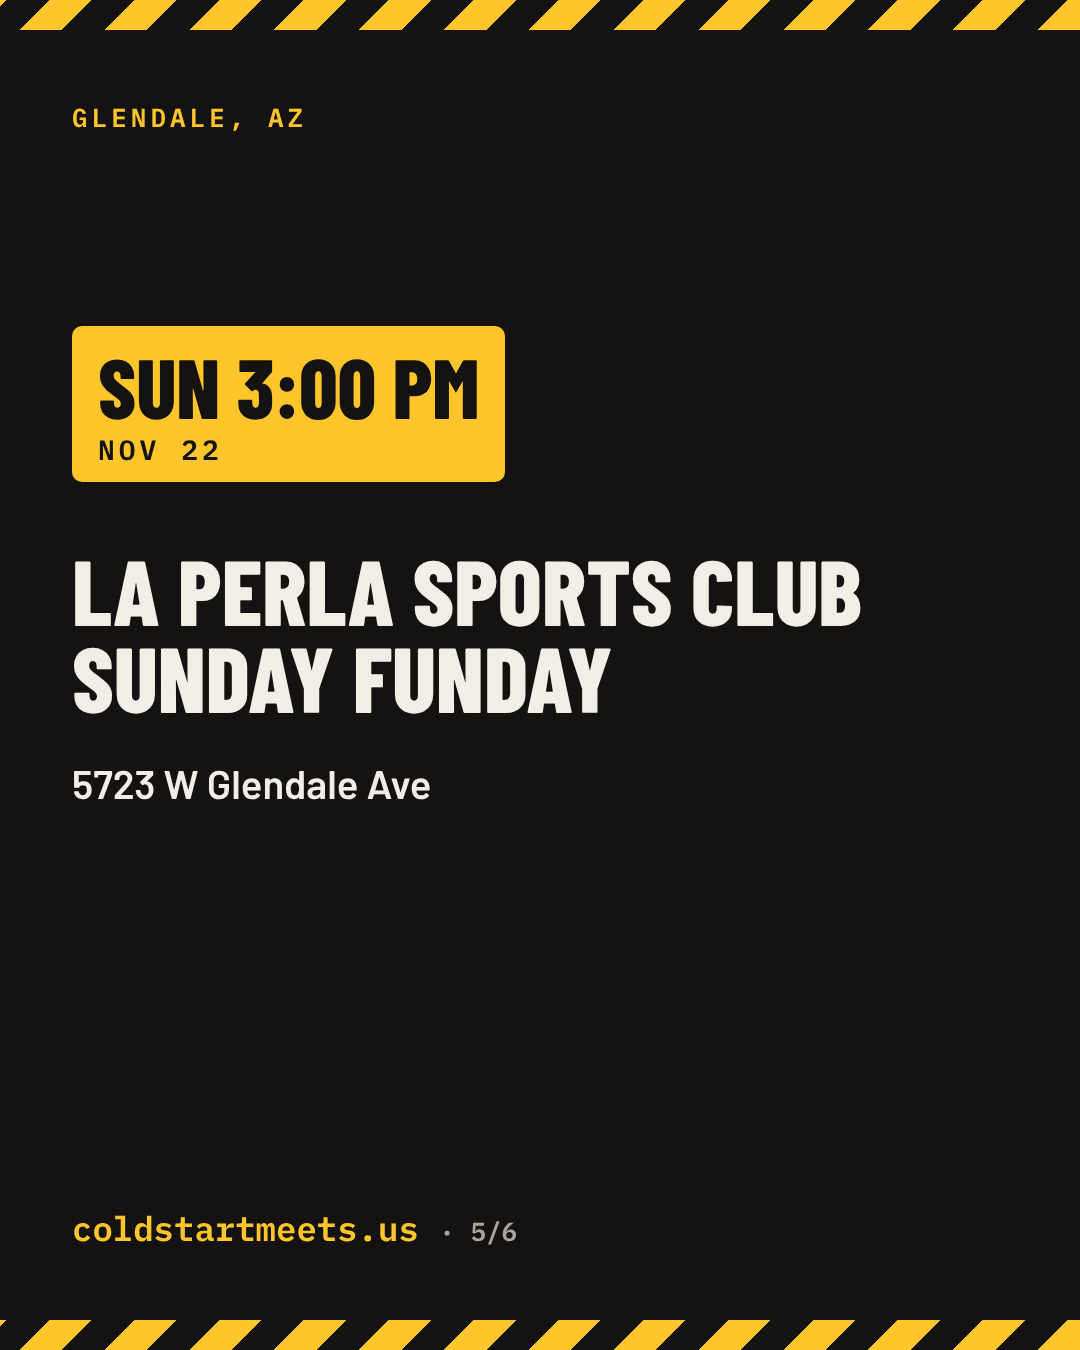 GLENDALE, AZ
SUN 3:00 PM
NOV 22
LA PERLA SPORTS CLUB
SUNDAY FUNDAY
5723 W Glendale Ave
coldstartmeets.us · 5/6